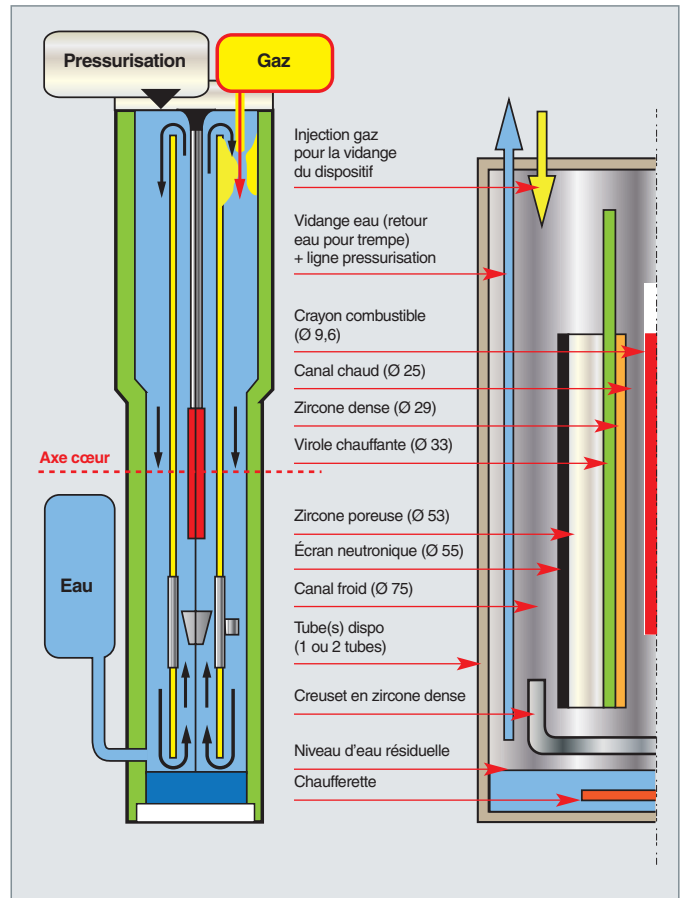 Pressurisation
Gaz
Injection gaz
pour la vidange
du dispositif
Vidange eau (retour
eau pour trempe)
+ ligne pressurisation
Crayon combustible
(Ø 9,6)
Canal chaud (Ø 25)
Zircone dense (Ø 29)
Virole chauffante (Ø 33)
Axe cœur
Zircone poreuse (Ø 53)
Écran neutronique (Ø 55)
Eau
Canal froid (Ø 75)
Tube(s) dispo
(1 ou 2 tubes)
Creuset en zircone dense
Niveau d'eau résiduelle
Chaufferette